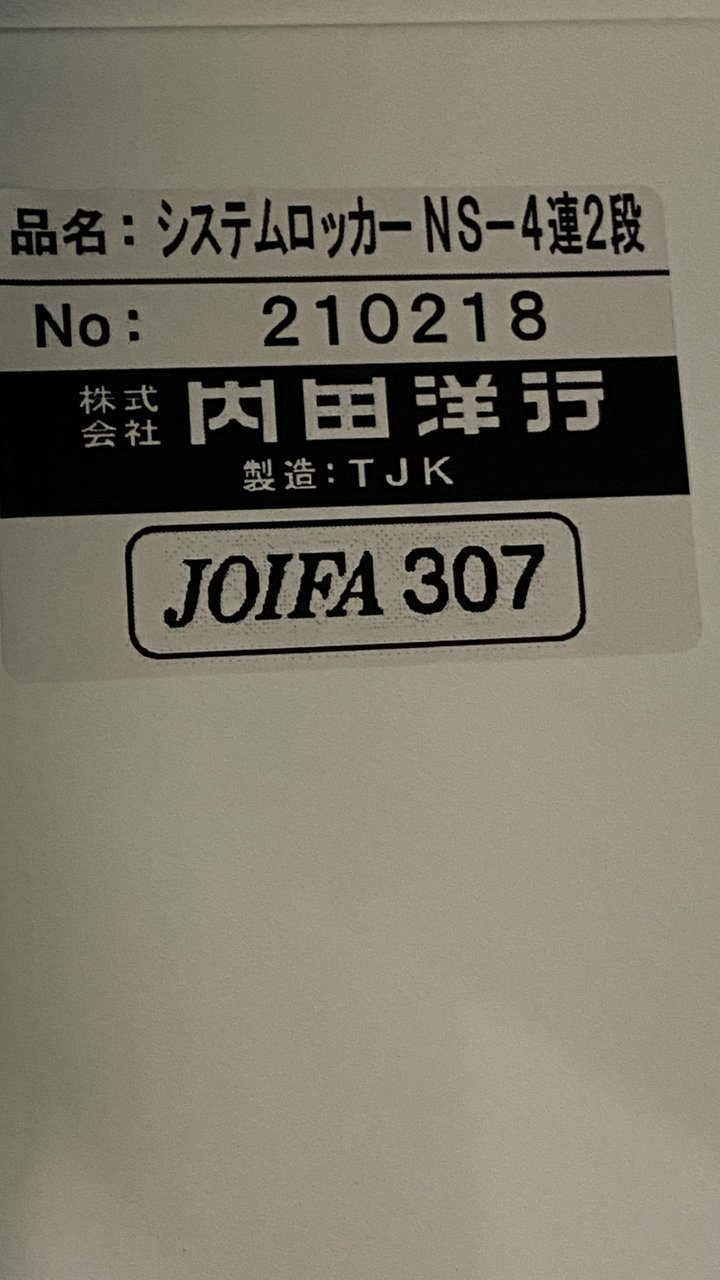 品名：システムロッカーNS−4連2段
No：　210218
株式会社 内田洋行
製造：TJK
JOIFA 307